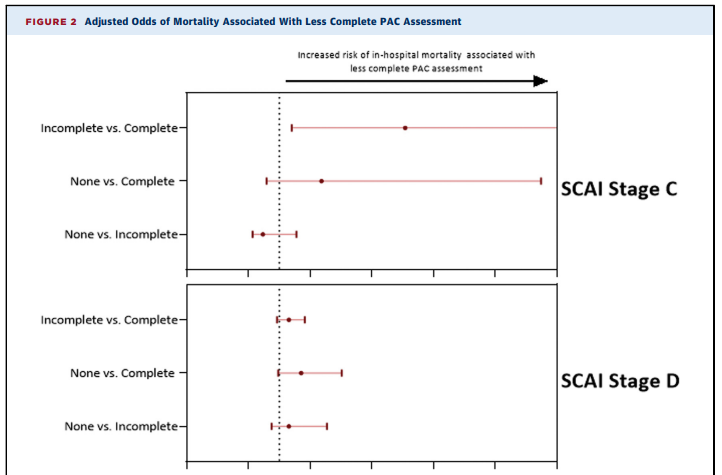 FIGURE 2 Adjusted Odds of Mortality Associated With Less Complete PAC Assessment
Increased risk of in-hospital mortality associated with
less complete PAC assessment
Incomplete vs. Complete
None vs. Complete
None vs. Incomplete
SCAI Stage C
Incomplete vs. Complete
None vs. Complete
None vs. Incomplete
SCAI Stage D